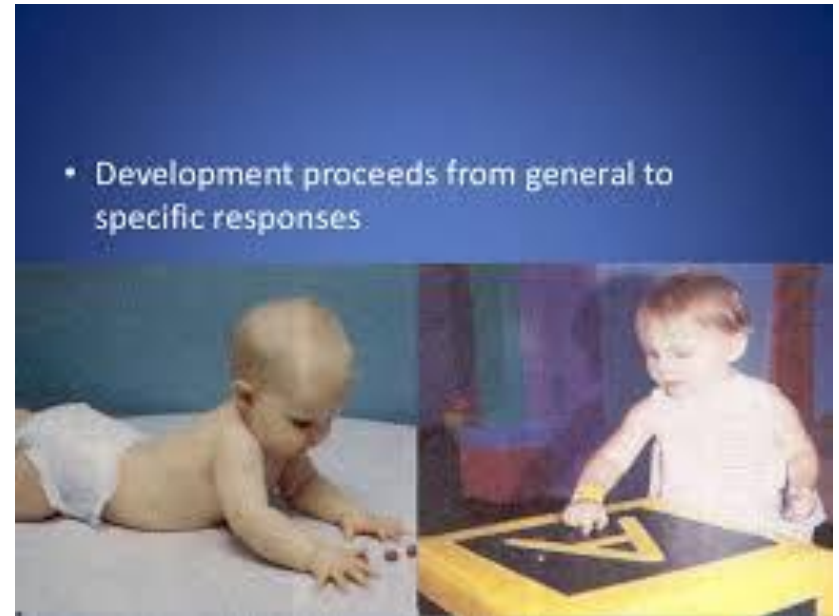 • Development proceeds from general to
specific responses
A